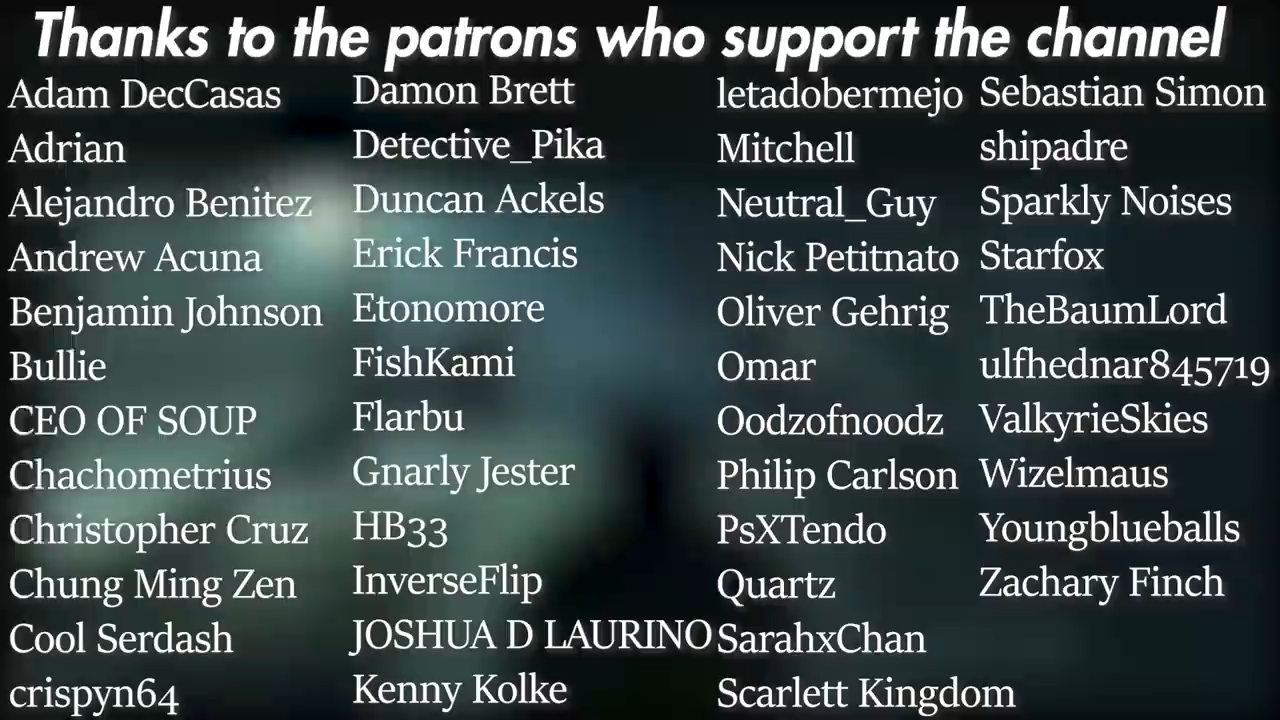 Thanks to the patrons who support the channel
Adam DecCasas
Adrian
Alejandro Benitez
Andrew Acuna
Benjamin Johnson
Bullie
CEO OF SOUP
Chachometrius
Christopher Cruz
Chung Ming Zen
Cool Serdash
crispyn64
Damon Brett
Detective_Pika
Duncan Ackels
Erick Francis
Etonomore
FishKami
Flarbu
Gnarly Jester
HB33
InverseFlip
JOSHUA D LAURINO
Kenny Kolke
letadobermejo
Mitchell
Neutral_Guy
Nick Petitnato
Oliver Gehrig
Omar
Oodzofnoodz
Philip Carlson
PsXTendo
Quartz
SarahxChan
Scarlett Kingdom
Sebastian Simon
shipadre
Sparkly Noises
Starfox
TheBaumLord
ulfhednar845719
ValkyrieSkies
Wizelmaus
Youngblueballs
Zachary Finch